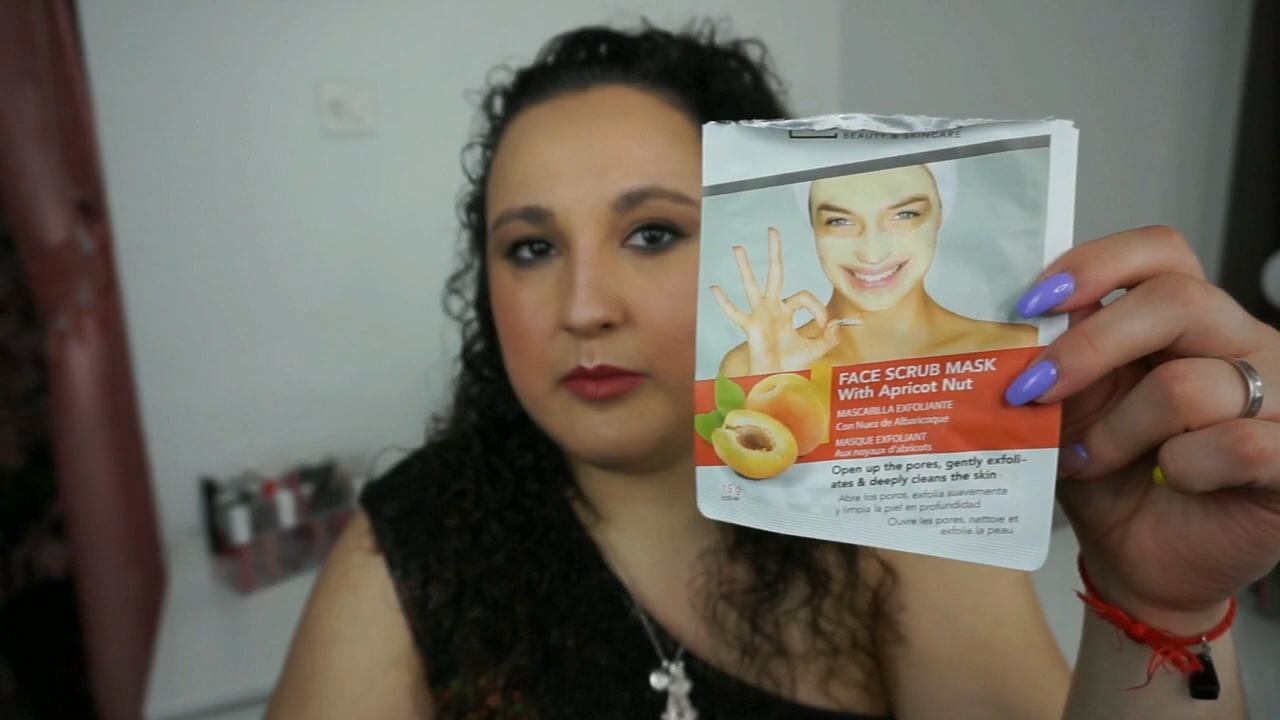 BEAUTY & SKINCARE
FACE SCRUB MASK
With Apricot Nut
MASCARILLA EXFOLIANTE
Con Nuez de Albaricoque
MASQUE EXFOLIANT
Aux noyaux d'abricots
Open up the pores, gently exfoli-
ates & deeply cleans the skin
Abre los poros, exfolia suavemente
y limpia la piel en profundidad
Ouvre les pores, nettoie et
exfolie la peau
15 g